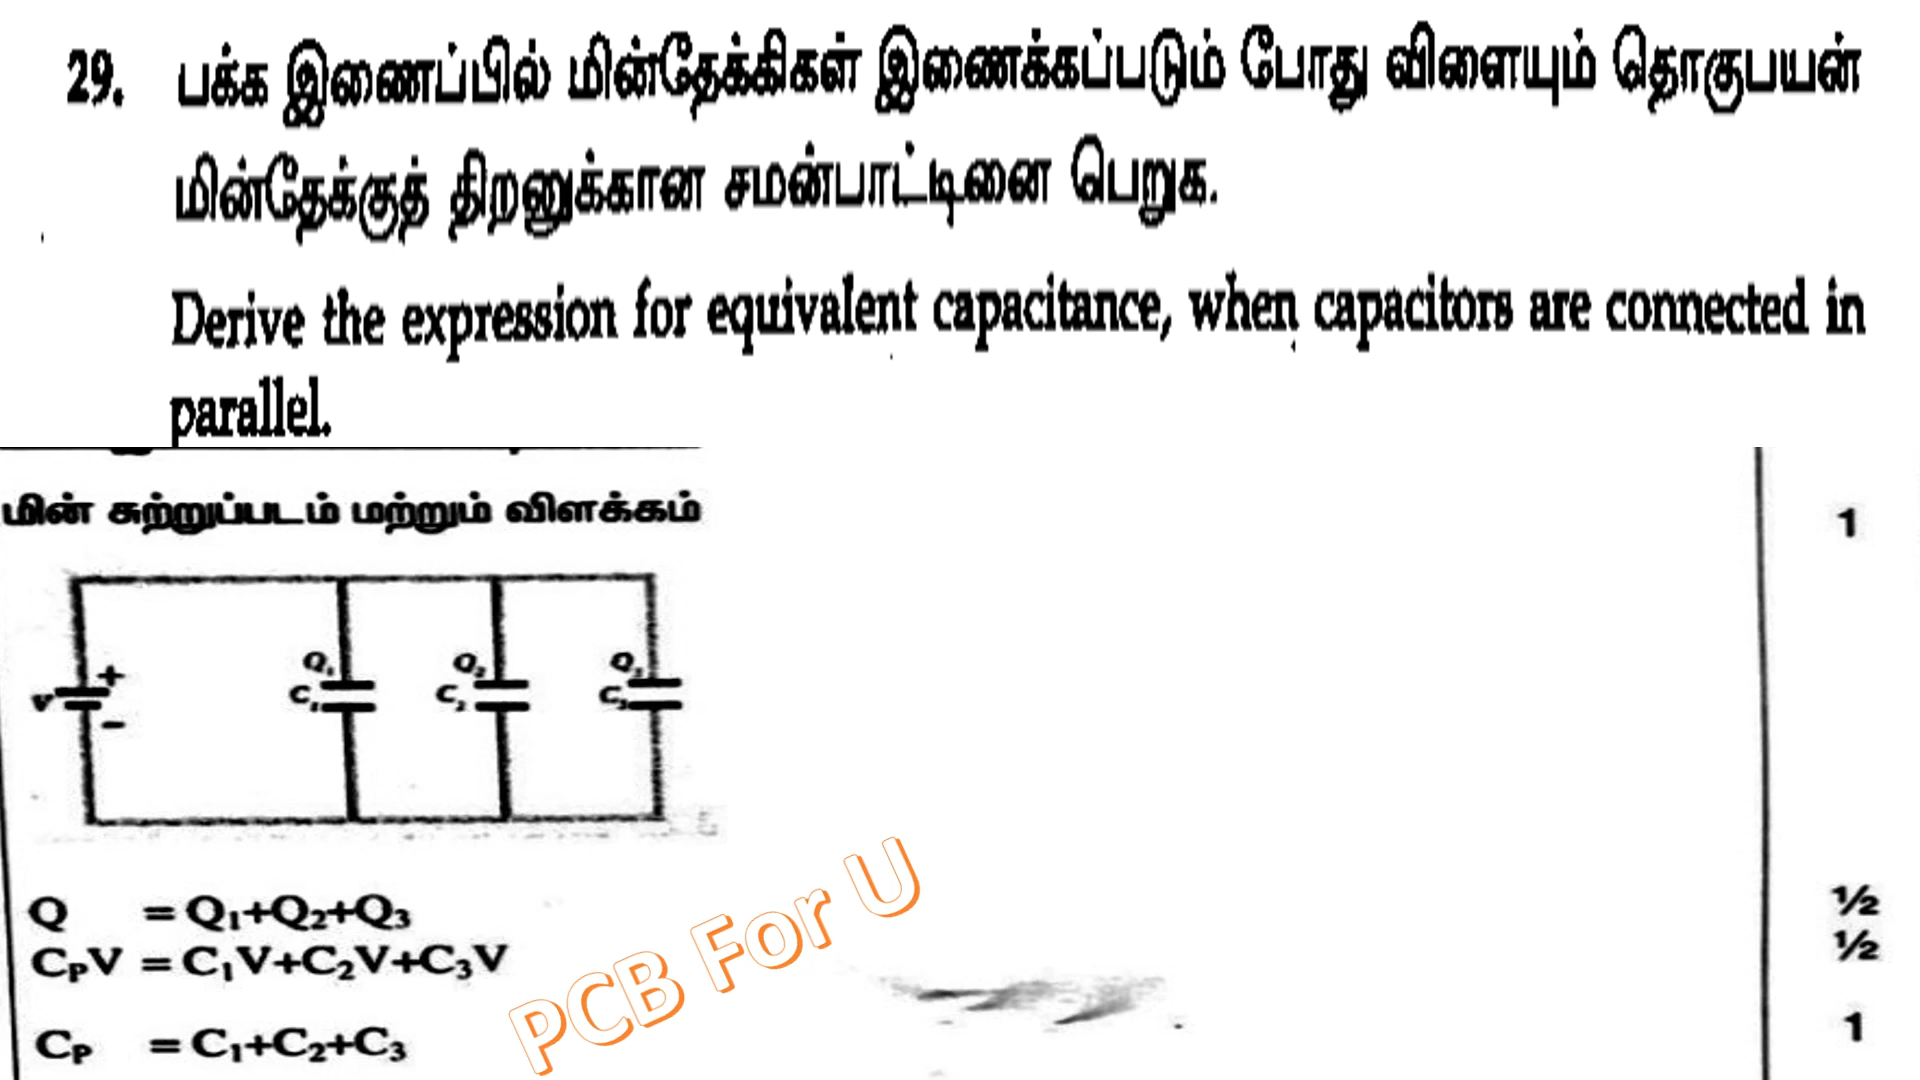 29. பக்க இணைப்பில் மின்தேக்கிகள் இணைக்கப்படும் போது விளையும் தொகுபயன்
மின்தேக்குத் திறனுக்கான சமன்பாட்டினை பெறுக.
Derive the expression for equivalent capacitance, when capacitors are connected in
parallel.
மின் சுற்றுப்படம் மற்றும் விளக்கம் 1
V + −
Q₁ C₁
Q₂ C₂
Q₃ C₃
Q = Q₁+Q₂+Q₃ ½
CₚV = C₁V+C₂V+C₃V ½
Cₚ = C₁+C₂+C₃ 1
PCB For U